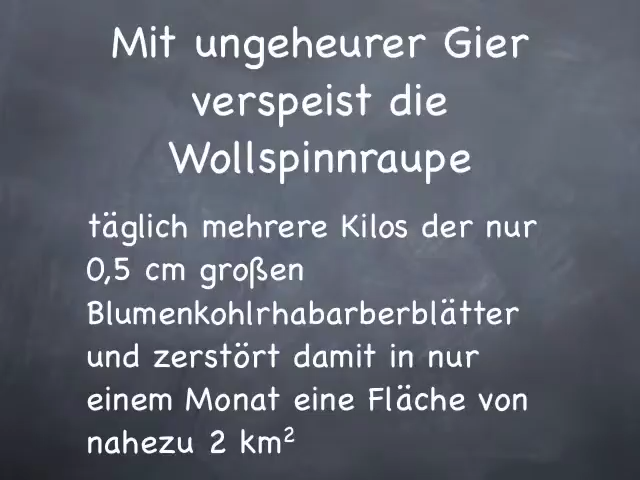 Mit ungeheurer Gier
verspeist die
Wollspinnraupe
täglich mehrere Kilos der nur
0,5 cm großen
Blumenkohlrhabarberblätter
und zerstört damit in nur
einem Monat eine Fläche von
nahezu 2 km²